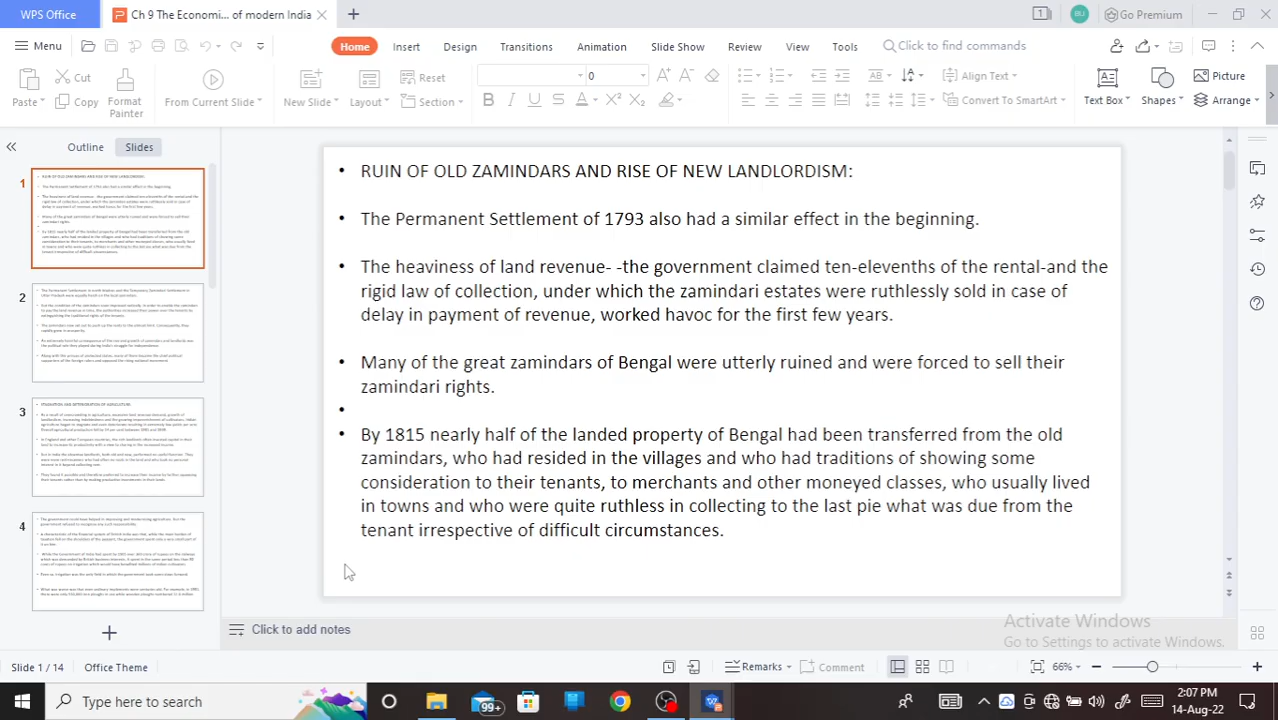 WPS Office
Ch 9 The Economi... of modern India
1
BU
Go Premium
Menu
Home
Insert
Design
Transitions
Animation
Slide Show
Review
View
Tools
Click to find commands
Paste
Cut
Copy
Format
Painter
From Current Slide
New Slide
Layout
Reset
Section
0
B I U S A X² X₂
AB
Align Text
Convert To SmartArt
Text Box
Shapes
Picture
Arrange
Outline
Slides
1
2
3
4
• RUIN OF OLD ZAMINDARS AND RISE OF NEW LANDLORDISM:
• The Permanent Settlement of 1793 also had a similar effect in the beginning.
• The heaviness of land revenue- -the government claimed ten-elevenths of the rental-and the
rigid law of collection, under which the zamindari estates were ruthlessly sold in case of
delay in payment of revenue, worked havoc for the first few years.
• Many of the great zamindars of Bengal were utterly ruined and were forced to sell their
zamindari rights.
•
• By 1815 nearly half of the landed property of Bengal had been transferred from the old
zamindars, who had resided in the villages and who had traditions of showing some
consideration to their tenants, to merchants and other moneyed classes, who usually lived
in towns and who were quite ruthless in collecting to the last pie what was due from the
tenant irrespective of difficult circumstances.
Click to add notes
Activate Windows
Go to Settings to activate Windows.
Slide 1 / 14
Office Theme
Remarks
Comment
66%
Type here to search
99+
2:07 PM
14-Aug-22